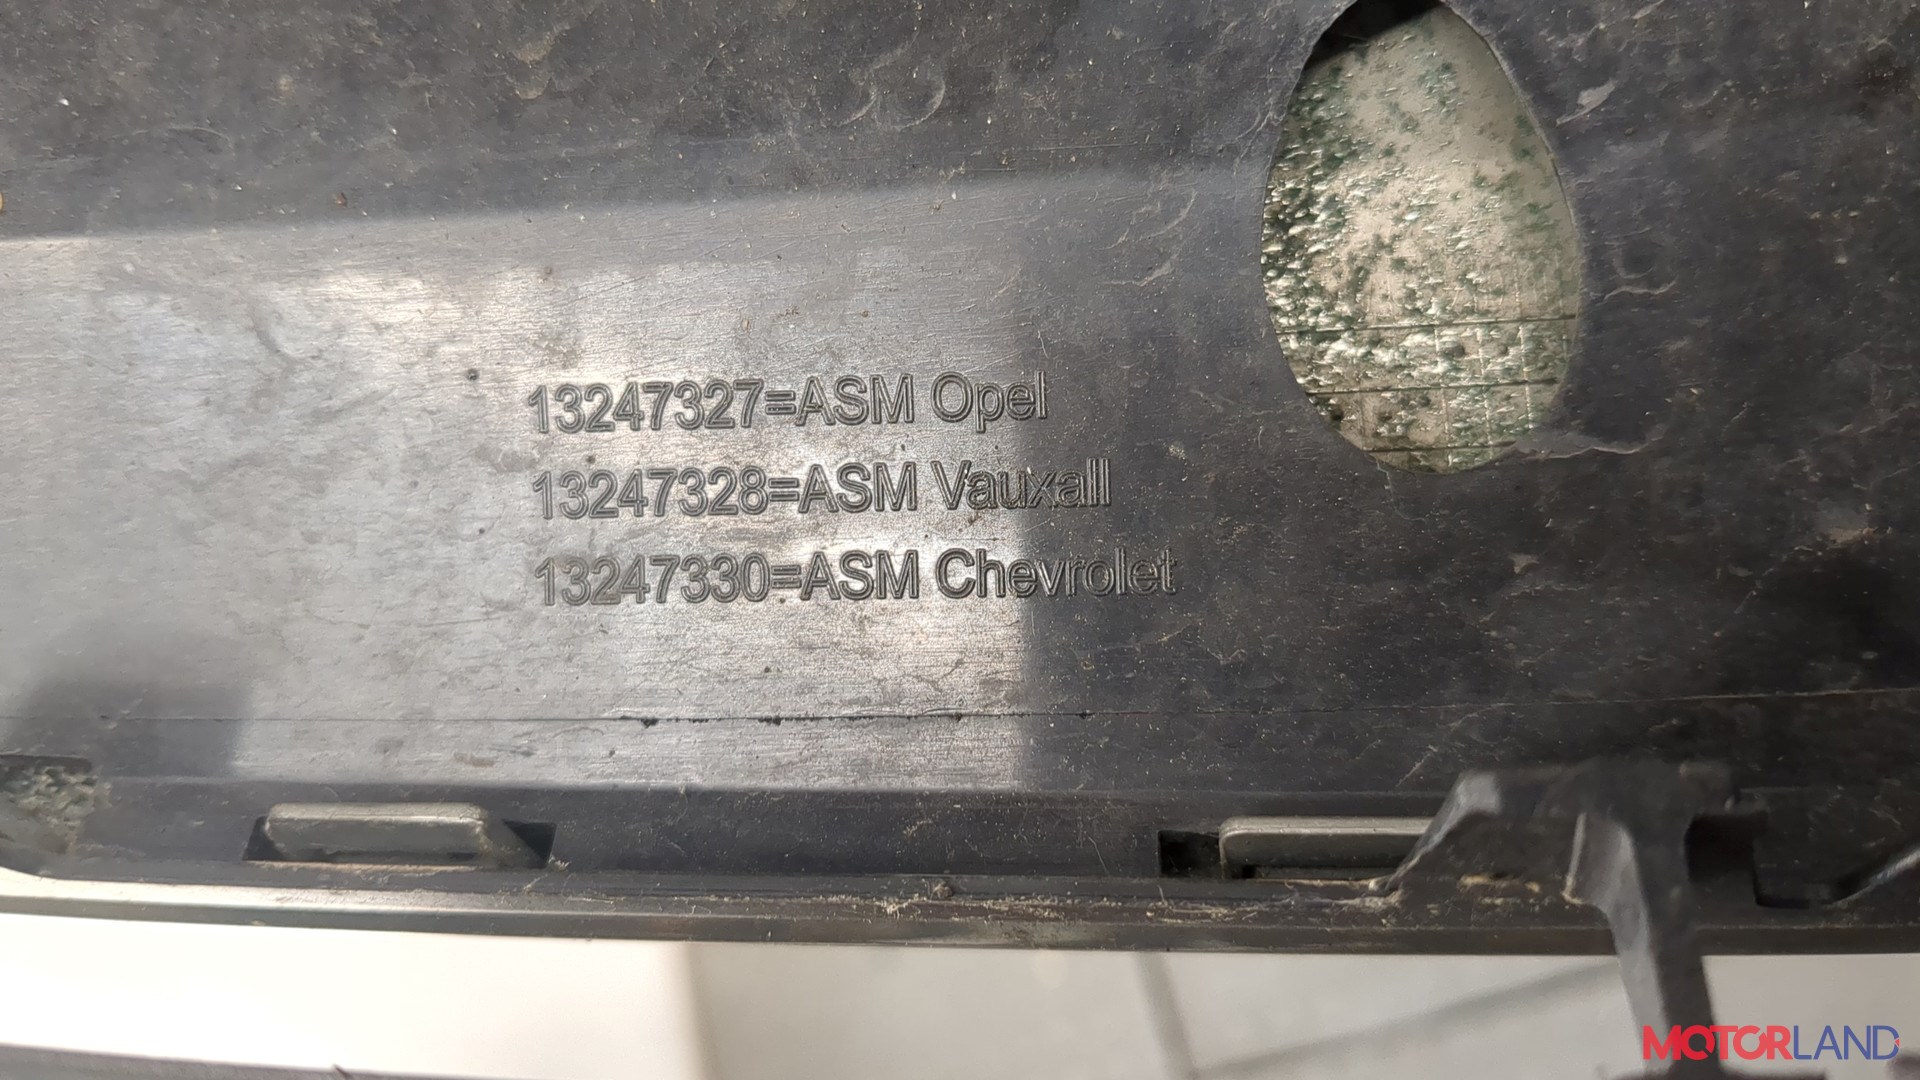 13247327=ASM Opel
13247328=ASM Vauxall
13247330=ASM Chevrolet
MOTORLAND